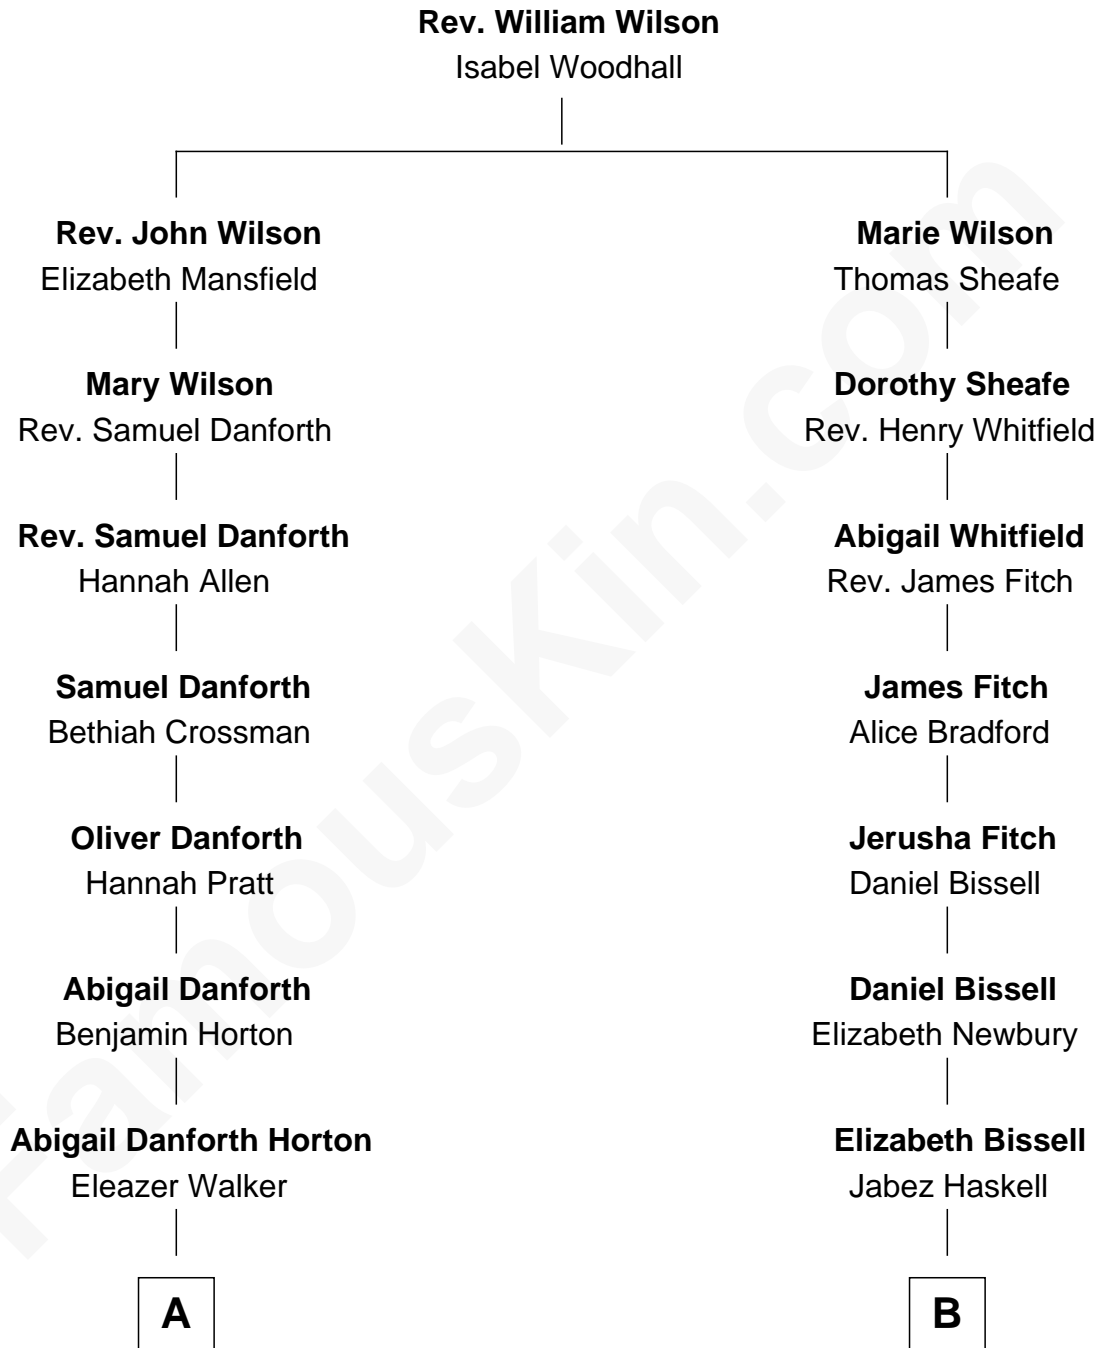 Rev. William Wilson
Isabel Woodhall
Rev. John Wilson
Elizabeth Mansfield
Marie Wilson
Thomas Sheafe
Mary Wilson
Rev. Samuel Danforth
Dorothy Sheafe
Rev. Henry Whitfield
Rev. Samuel Danforth
Hannah Allen
Abigail Whitfield
Rev. James Fitch
Samuel Danforth
Bethiah Crossman
James Fitch
Alice Bradford
Oliver Danforth
Hannah Pratt
Jerusha Fitch
Daniel Bissell
Abigail Danforth
Benjamin Horton
Daniel Bissell
Elizabeth Newbury
Abigail Danforth Horton
Eleazer Walker
Elizabeth Bissell
Jabez Haskell
A
B
FamousKin.com